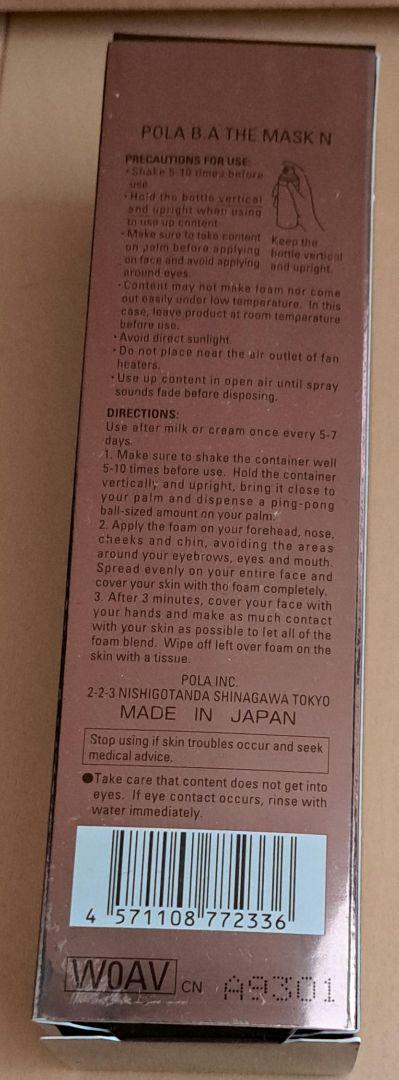 POLA B.A THE MASK N
PRECAUTIONS FOR USE:
・Shake 5-10 times before
use.
・Hold the bottle vertical
and upright when using
to use up content.
・Make sure to take content
on palm before applying
on face and avoid applying
around eyes.
Keep the
bottle vertical
and upright.
・Content may not make foam nor come
out easily under low temperature. In this
case, leave product at room temperature
before use.
・Avoid direct sunlight.
・Do not place near the air outlet of fan
heaters.
・Use up content in open air until spray
sounds fade before disposing.
DIRECTIONS:
Use after milk or cream once every 5-7
days.
1. Make sure to shake the container well
5-10 times before use. Hold the container
vertically and upright, bring it close to
your palm and dispense a ping-pong
ball-sized amount on your palm.
2. Apply the foam on your forehead, nose,
cheeks and chin, avoiding the areas
around your eyebrows, eyes and mouth.
Spread evenly on your entire face and
cover your skin with the foam completely.
3. After 3 minutes, cover your face with
your hands and make as much contact
with your skin as possible to let all of the
foam blend. Wipe off left over foam on the
skin with a tissue.
POLA INC.
2-2-3 NISHIGOTANDA SHINAGAWA TOKYO
MADE IN JAPAN
Stop using if skin troubles occur and seek
medical advice.
●Take care that content does not get into
eyes. If eye contact occurs, rinse with
water immediately.
4 571108 772336
W0AV CN A9301